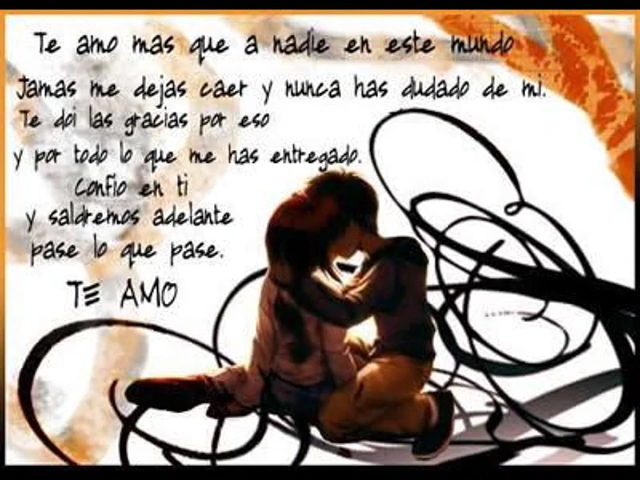 Te amo mas que a nadie en este mundo
Jamas me dejas caer y nunca has dudado de mi.
Te doi las gracias por eso
y por todo lo que me has entregado.
Confio en ti
y saldremos adelante
pase lo que pase.
TE AMO